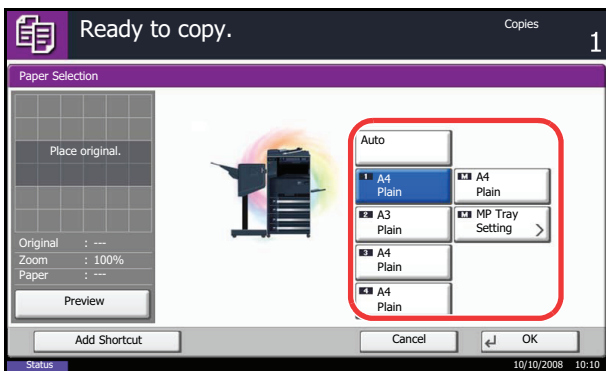 Ready to copy.
Copies
1
Paper Selection
Place original.
Original : ---
Zoom : 100%
Paper : ---
Preview
Auto
1 A4
Plain
M A4
Plain
2 A3
Plain
M MP Tray
Setting
3 A4
Plain
4 A4
Plain
Add Shortcut
Cancel
OK
Status
10/10/2008 10:10